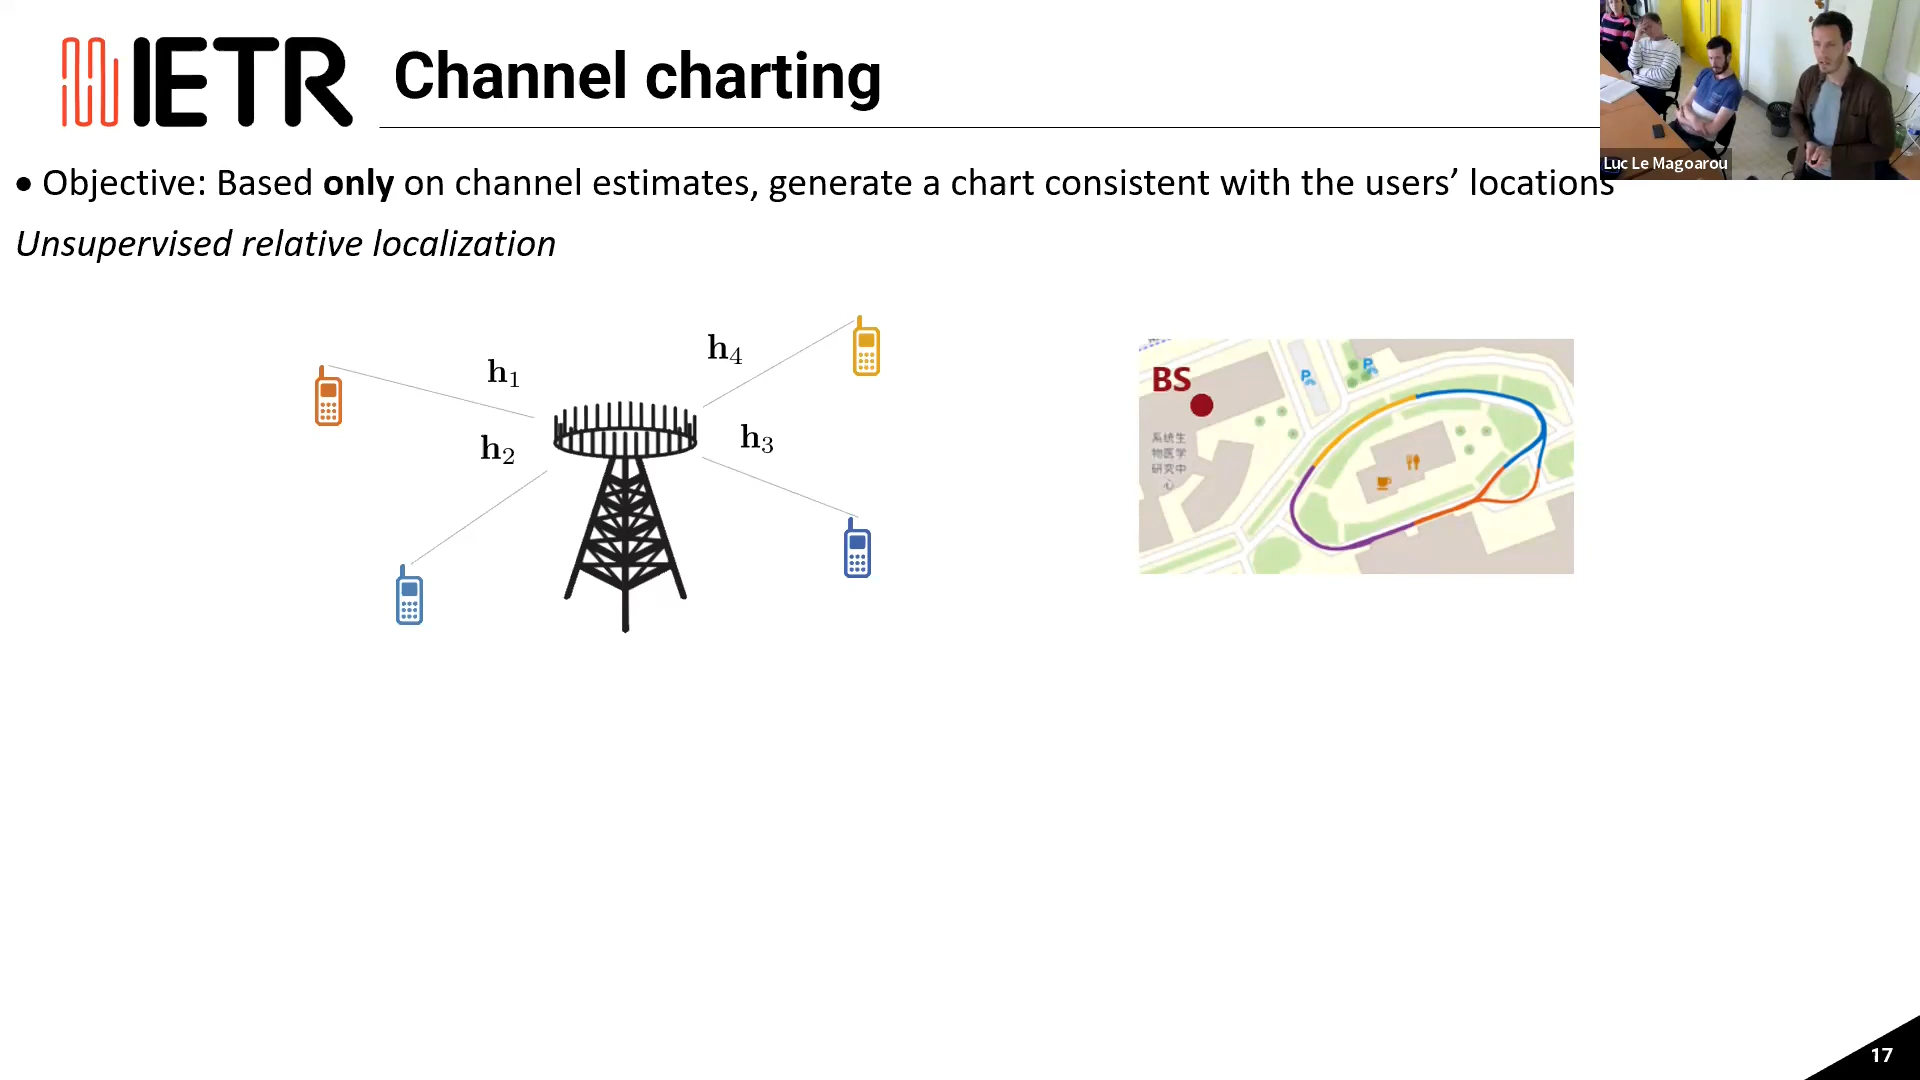 IETR
Channel charting
Luc Le Magoarou
• Objective: Based only on channel estimates, generate a chart consistent with the users’ locations
Unsupervised relative localization
h4
h1
h2
h3
BS
P
P
系统生
物医学
研究中
心
17